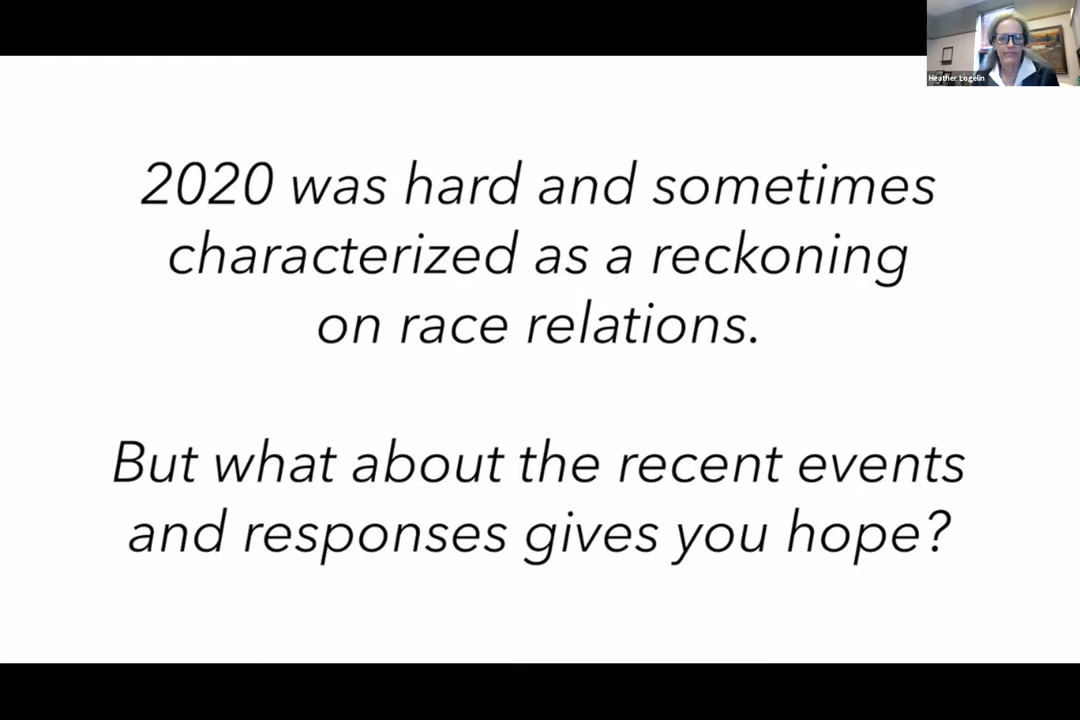 Heather Logelin
2020 was hard and sometimes
characterized as a reckoning
on race relations.
But what about the recent events
and responses gives you hope?